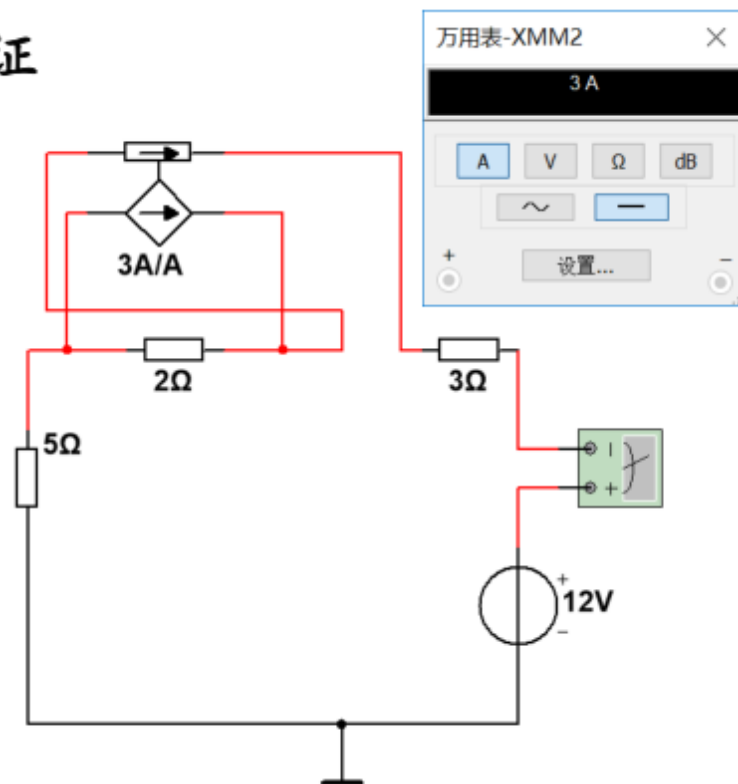 证
万用表-XMM2
3 A
A V Ω dB
+ −
设置...
3A/A
2Ω
3Ω
5Ω
+
+
12V
−